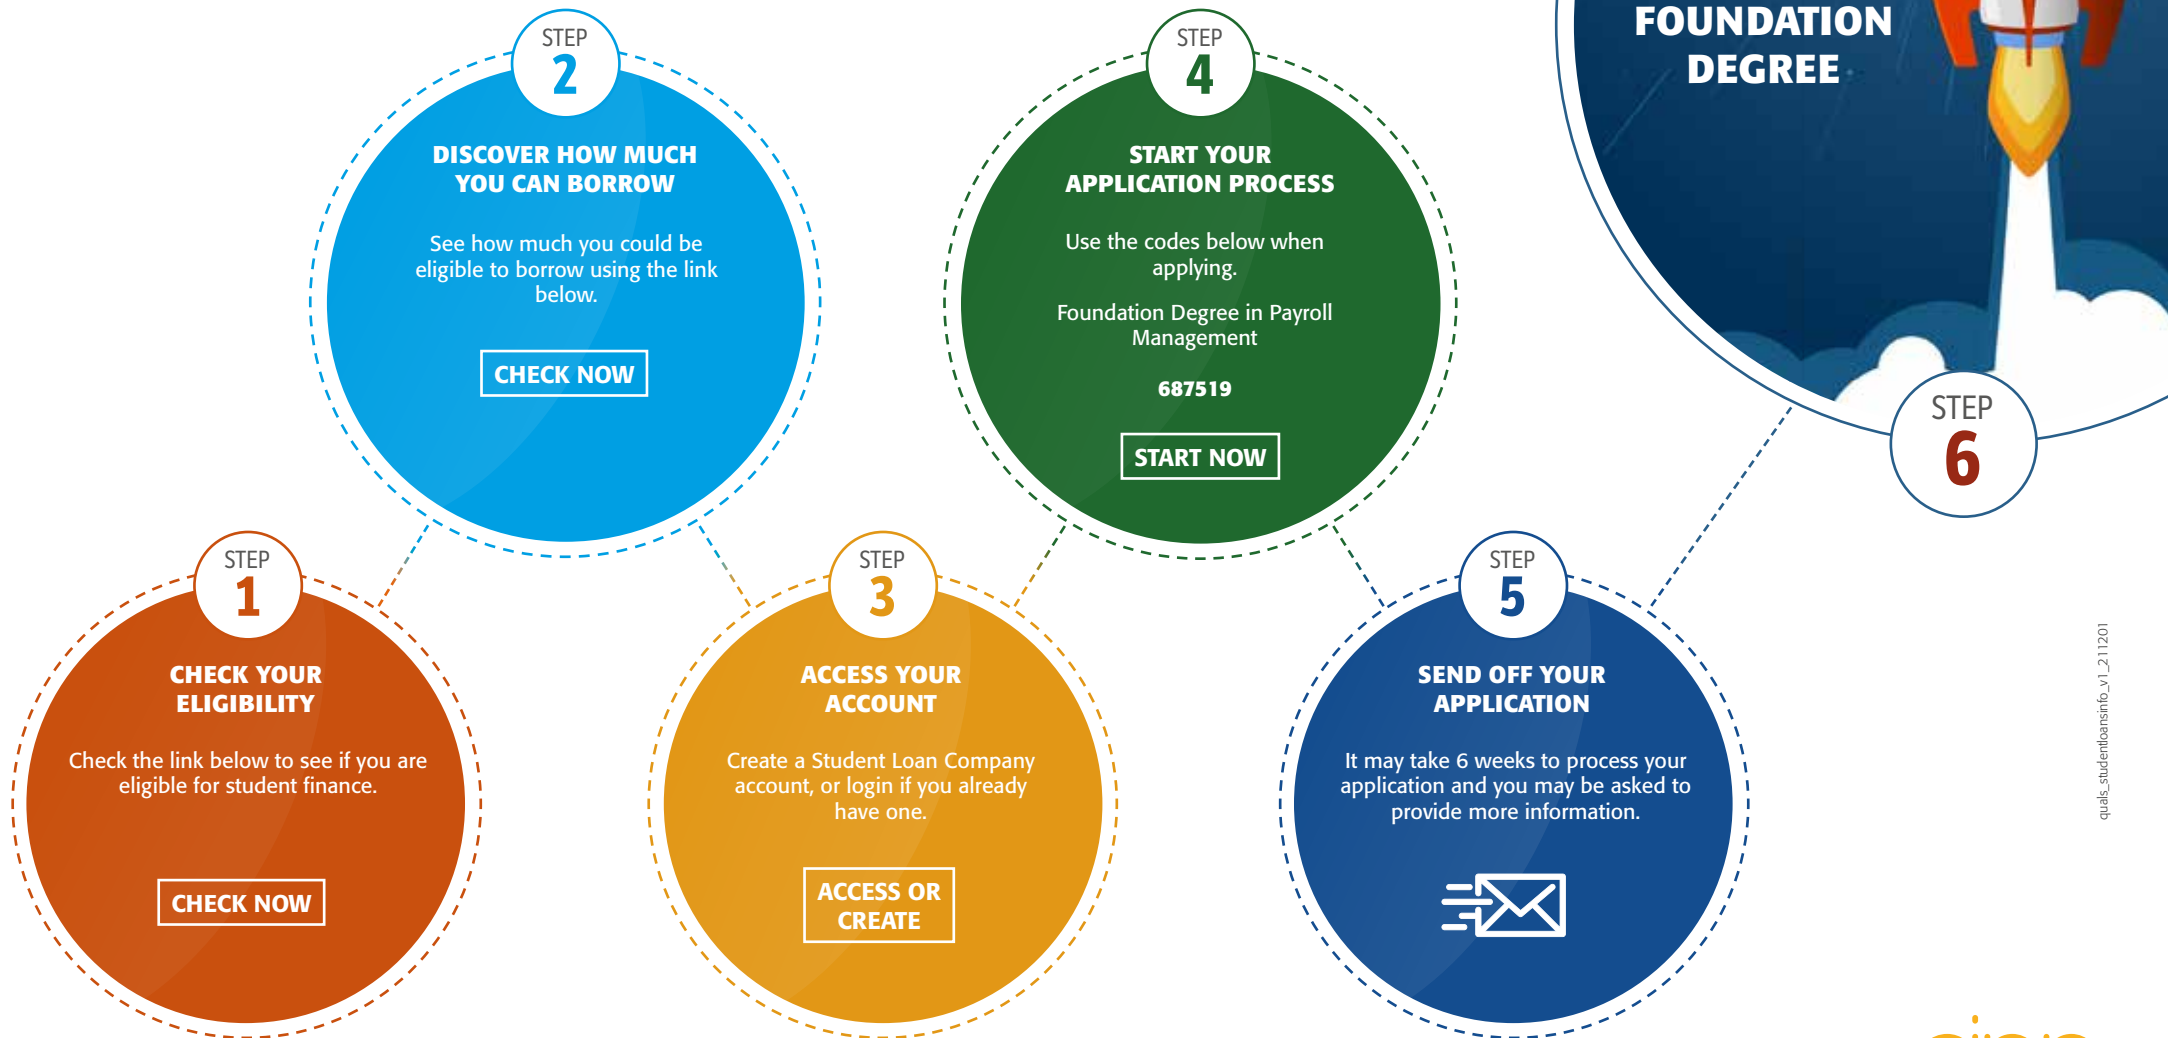 STEP
1
CHECK YOUR
ELIGIBILITY
Check the link below to see if you are
eligible for student finance.
CHECK NOW
STEP
2
DISCOVER HOW MUCH
YOU CAN BORROW
See how much you could be
eligible to borrow using the link
below.
CHECK NOW
STEP
3
ACCESS YOUR
ACCOUNT
Create a Student Loan Company
account, or login if you already
have one.
ACCESS OR
CREATE
STEP
4
START YOUR
APPLICATION PROCESS
Use the codes below when
applying.
Foundation Degree in Payroll
Management
687519
START NOW
STEP
5
SEND OFF YOUR
APPLICATION
It may take 6 weeks to process your
application and you may be asked to
provide more information.
FOUNDATION
DEGREE
STEP
6
quals_studentloansinfo_v1_211201